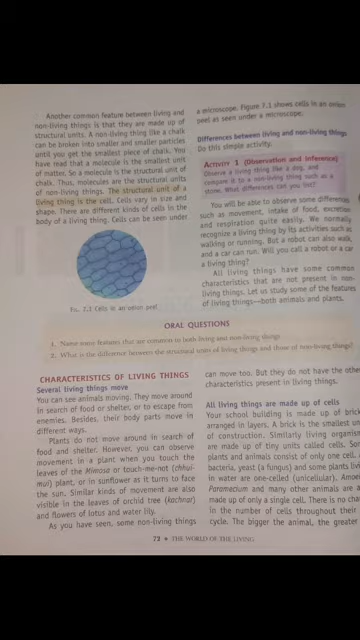 Another common feature between living and
non-living things is that they are made up of
structural units. A non-living thing like a chalk
can be broken into smaller and smaller particles
until you get the smallest piece of chalk. You
have read that a molecule is the smallest unit
of matter. So a molecule is the structural unit of
chalk. Thus, molecules are the structural units
of non-living things. The structural unit of a
living thing is the cell. Cells vary in size and
shape. There are different kinds of cells in the
body of a living thing. Cells can be seen under
FIG. 7.1 Cells in an onion peel
a microscope. Figure 7.1 shows cells in an onion
peel as seen under a microscope.
Differences between living and non-living things
Do this simple activity.
ACTIVITY 1 (Observation and inference)
Observe a living thing like a dog, and
compare it to a non-living thing such as a
stone. What differences can you list?
You will be able to observe some differences
such as movement, intake of food, excretion
and respiration quite easily. We normally
recognize a living thing by its activities such as
walking or running. But a robot can also walk,
and a car can run. Will you call a robot or a car
a living thing?
All living things have some common
characteristics that are not present in non-
living things. Let us study some of the features
of living things—both animals and plants.
ORAL QUESTIONS
1. Name many features that are common to both living and non-living things.
2. What is the difference between the structural units of living things and those of non-living things?
CHARACTERISTICS OF LIVING THINGS
Several living things move
You can see animals moving. They move around
in search of food or shelter, or to escape from
enemies. Besides, their body parts move in
different ways.
Plants do not move around in search of
food and shelter. However, you can observe
movement in a plant when you touch the
leaves of the Mimosa or touch-me-not (chhui-
mui) plant, or in sunflower as it turns to face
the sun. Similar kinds of movement are also
visible in the leaves of orchid tree (kachnar)
and flowers of lotus and water lily.
As you have seen, some non-living things
can move too. But they do not have the other
characteristics present in living things.
All living things are made up of cells
Your school building is made up of brick
arranged in layers. A brick is the smallest un
of construction. Similarly living organism
are made up of tiny units called cells. Som
plants and animals consist of only one cell.
bacteria, yeast (a fungus) and some plants livi
in water are one-celled (unicellular). Amoe
Paramecium and many other animals are a
made up of only a single cell. There is no cha
in the number of cells throughout their
cycle. The bigger the animal, the greater
72 • THE WORLD OF THE LIVING